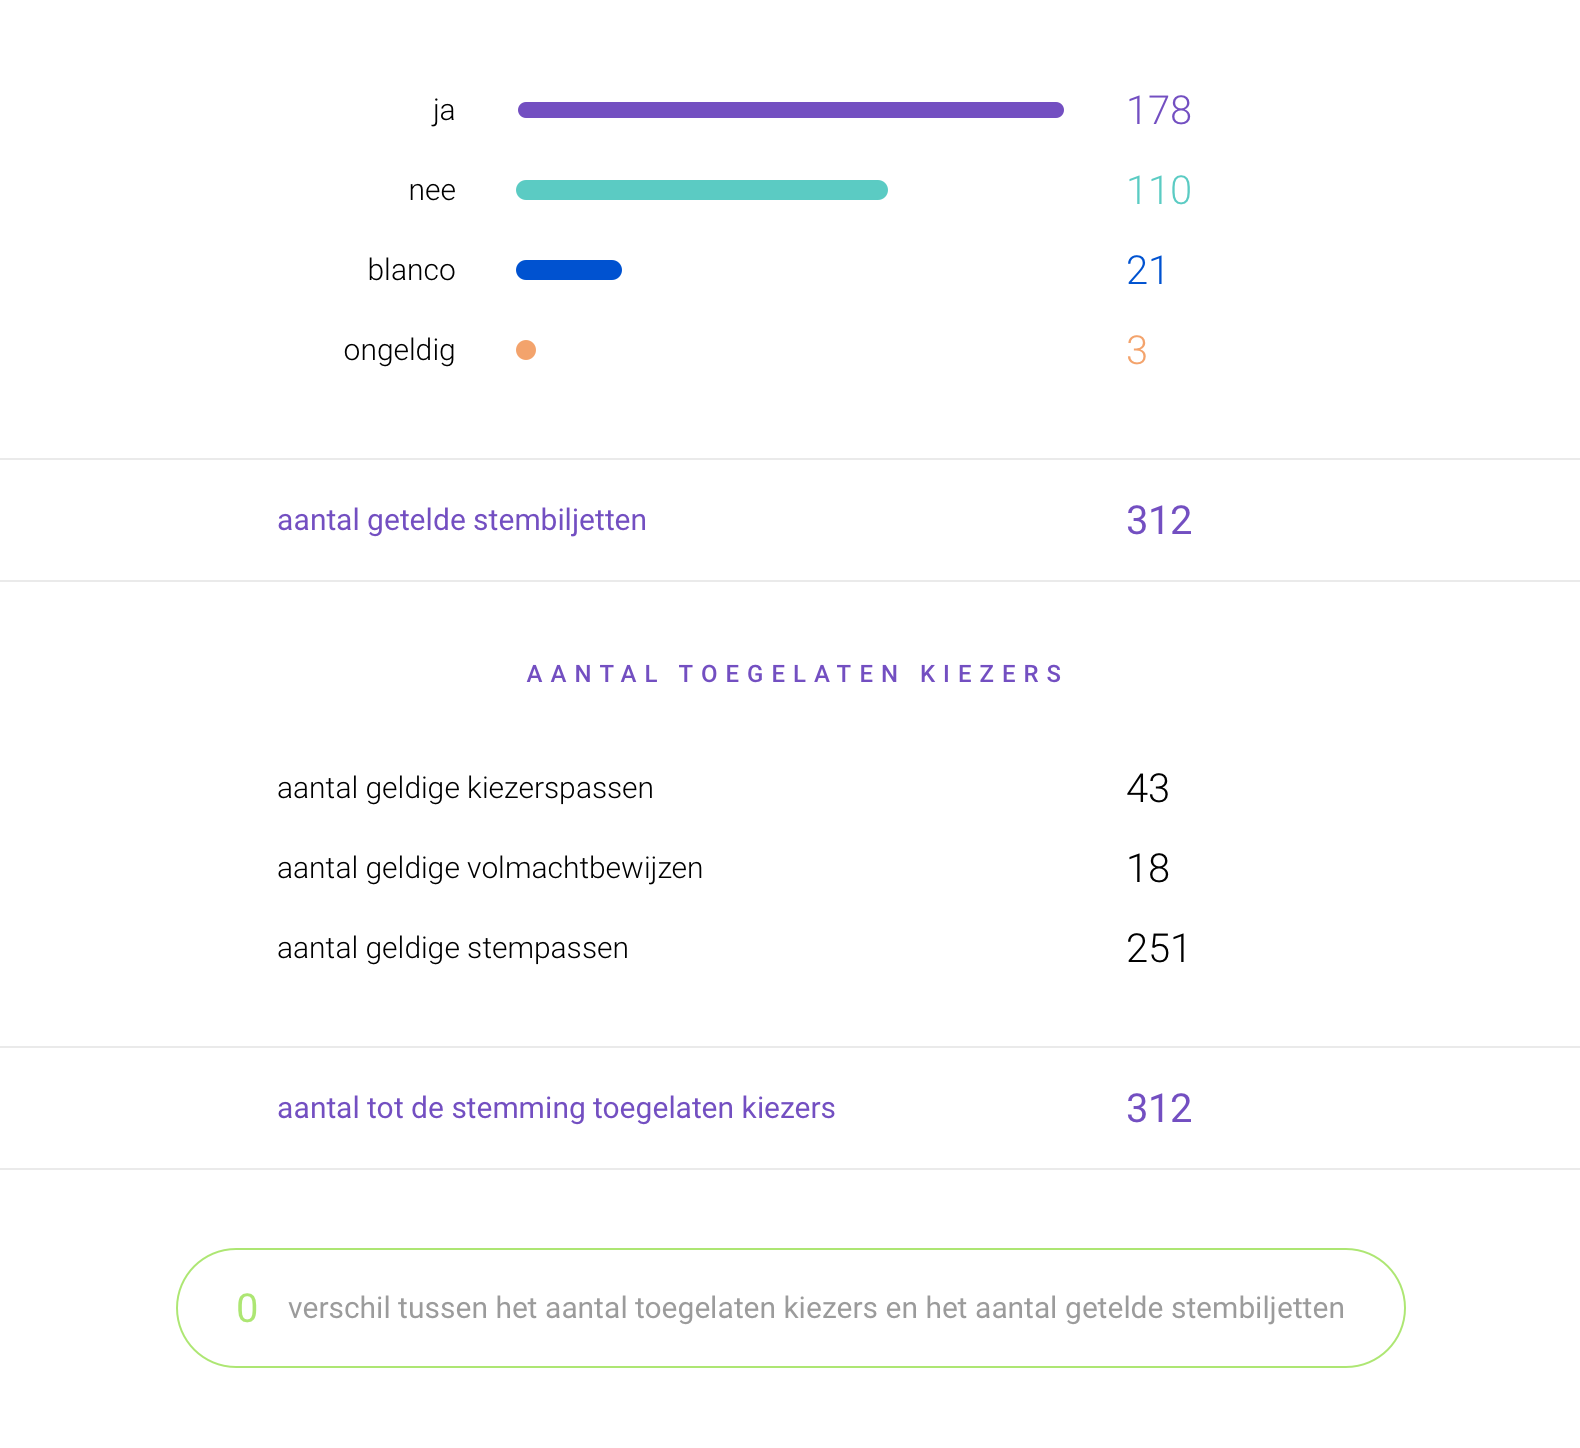 ja 178
nee 110
blanco 21
ongeldig 3
aantal getelde stembiljetten 312
AANTAL TOEGELATEN KIEZERS
aantal geldige kiezerspassen 43
aantal geldige volmachtbewijzen 18
aantal geldige stempassen 251
aantal tot de stemming toegelaten kiezers 312
0 verschil tussen het aantal toegelaten kiezers en het aantal getelde stembiljetten